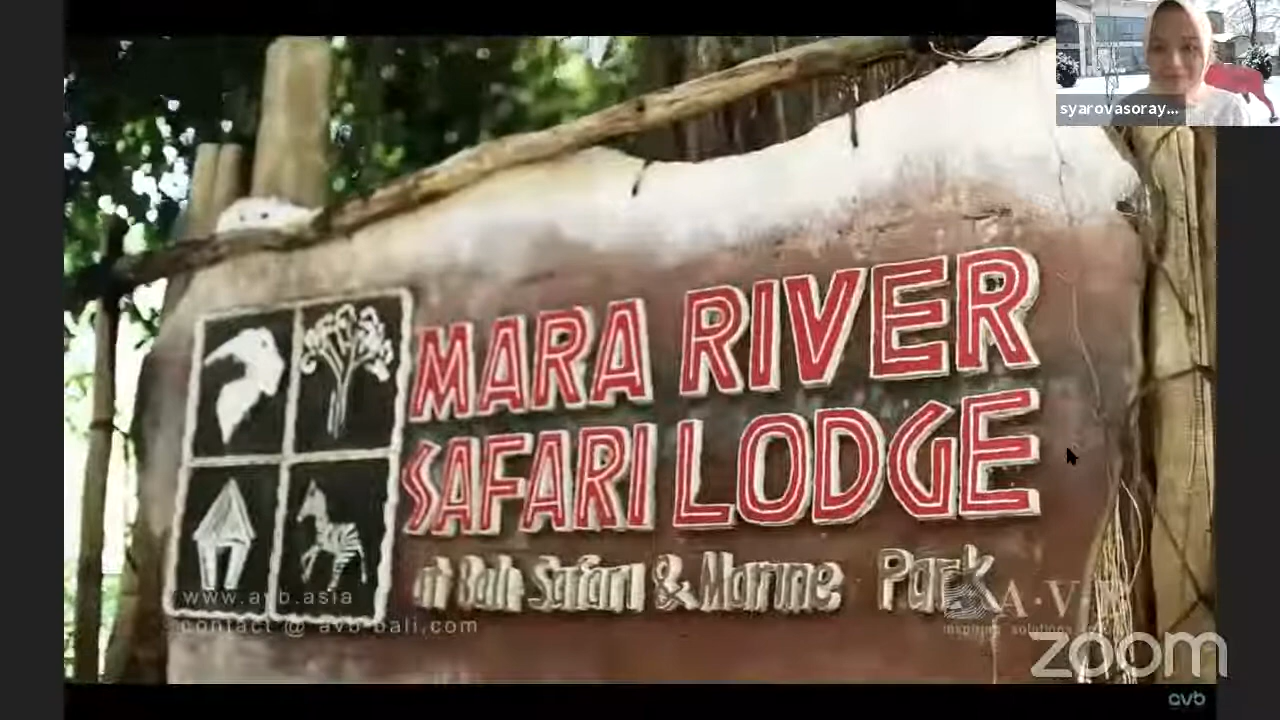 syarovasoray...
MARA RIVER
SAFARI LODGE
at Bali Safari & Marine Park
www.avb.asia
contact @ avb-bali.com
A·V·B
zoom
avb